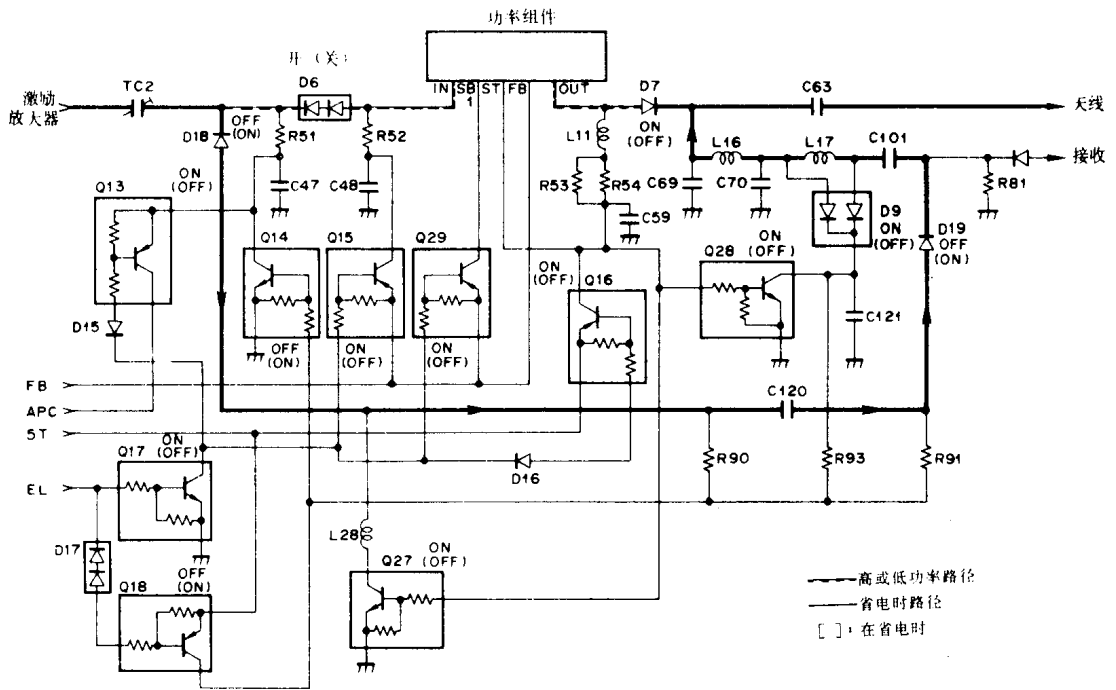 功率组件
开（关）
IN
SB
1
ST
FB
OUT
TC2
激励
放大器
D6
D7
C63
天线
D18
OFF
(ON)
R51
R52
ON
(OFF)
L11
L16
L17
C101
接收
C47
C48
R53
R54
C59
C69
C70
R81
Q13
ON
(OFF)
Q14
Q15
Q29
D9
ON
(OFF)
D19
OFF
(ON)
ON
(OFF)
Q16
Q28
ON
(OFF)
D15
OFF
(ON)
ON
(OFF)
C121
FB
APC
5T
C120
Q17
ON
(OFF)
D16
R90
R93
R91
EL
L28
D17
Q18
OFF
(ON)
Q27
ON
(OFF)
高或低功率路径
省电时路径
[ ]：在省电时